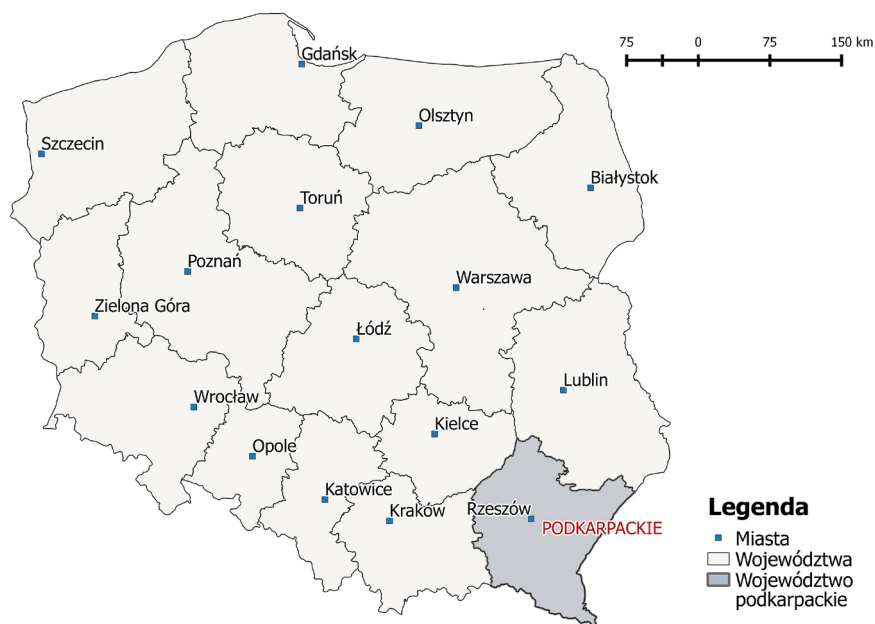 75 0 75 150 km
Gdańsk
Olsztyn
Szczecin
Białystok
Toruń
Poznań
Warszawa
Zielona Góra
Łódź
Lublin
Wrocław
Kielce
Opole
Katowice
Kraków
Rzeszów
PODKARPACKIE
Legenda
Miasta
Województwa
Województwo
podkarpackie